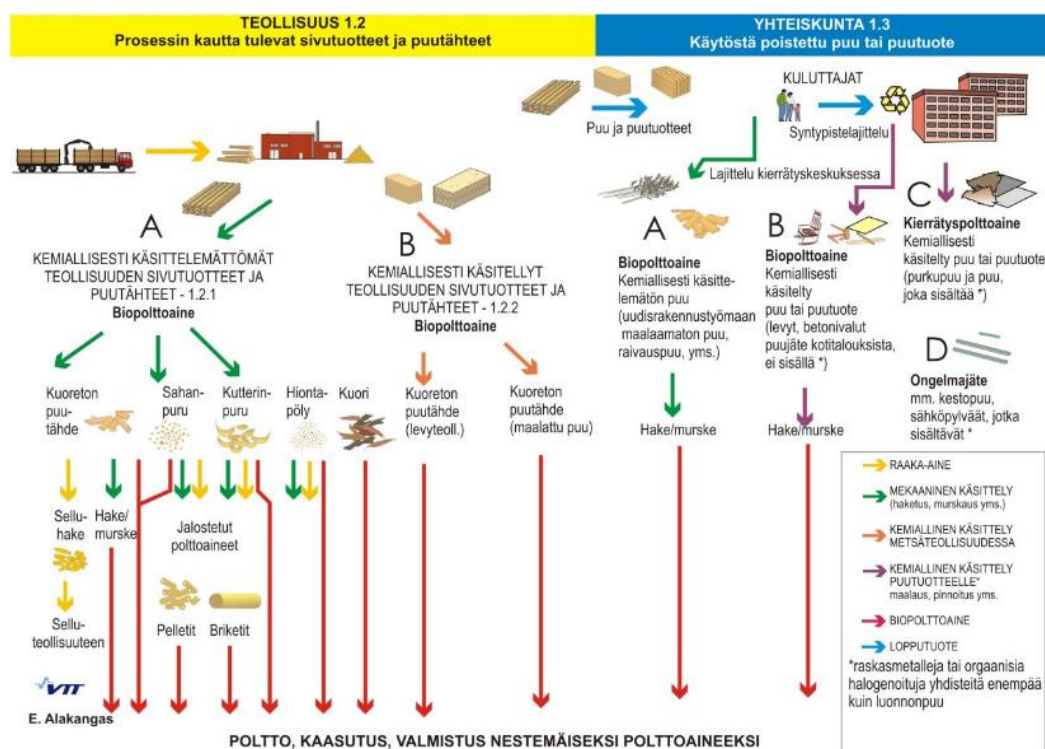 TEOLLISUUS 1.2
Prosessin kautta tulevat sivutuotteet ja puutähteet
YHTEISKUNTA 1.3
Käytöstä poistettu puu tai puutuote
Puu ja puutuotteet
KULUTTAJAT
Syntypistelajittelu
Lajittelu kierrätyskeskuksessa
A
KEMIALLISESTI KÄSITTELEMÄTTÖMÄT
TEOLLISUUDEN SIVUTUOTTEET JA
PUUTÄHTEET - 1.2.1
Biopolttoaine
B
KEMIALLISESTI KÄSITELLYT
TEOLLISUUDEN SIVUTUOTTEET JA
PUUTÄHTEET - 1.2.2
Biopolttoaine
A
Biopolttoaine
Kemiallisesti käsitte-
lemätön puu
(uudisrakennustyömaan
maalaamaton puu,
raivauspuu, yms.)
B
Biopolttoaine
Kemiallisesti
käsitelty
puu tai puutuote
(levyt, betonivalut
puujäte kotitalouksista,
ei sisällä *)
C
Kierrätyspolttoaine
Kemiallisesti
käsitelty puu tai puutuote
(purkupuu ja puu,
joka sisältää *)
D
Ongelmajäte
mm. kestopuu,
sähköpylväät, jotka
sisältävät *
Kuoreton
puu-
tähde
Sahan-
puru
Kutterin-
puru
Hionta-
pöly
Kuori
Kuoreton
puutähde
(levyteoll.)
Kuoreton
puutähde
(maalattu puu)
Hake/murske
Hake/murske
Sellu-
hake
Hake/
murske
Jalostetut
polttoaineet
Sellu-
teollisuuteen
Pelletit
Briketit
RAAKA-AINE
MEKAANINEN KÄSITTELY
(haketus, murskaus yms.)
KEMIALLINEN KÄSITTELY
METSÄTEOLLISUUDESSA
KEMIALLINEN KÄSITTELY
PUUTUOTTEELLE*
maalaus, pinnoitus yms.
BIOPOLTTOAINE
LOPPUTUOTE
*raskasmetalleja tai orgaanisia
halogenoituja yhdisteitä enempää
kuin luonnonpuu
VTT
E. Alakangas
POLTTO, KAASUTUS, VALMISTUS NESTEMÄISEKSI POLTTOAINEEKSI